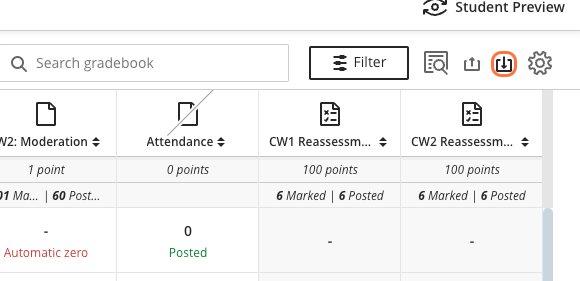 Student Preview
Search gradebook
Filter
W2: Moderation
Attendance
CW1 Reassessm...
CW2 Reassessm...
1 point
0 points
100 points
100 points
01 Ma... | 60 Post...
6 Marked | 6 Posted
6 Marked | 6 Posted
-
0
-
-
Automatic zero
Posted